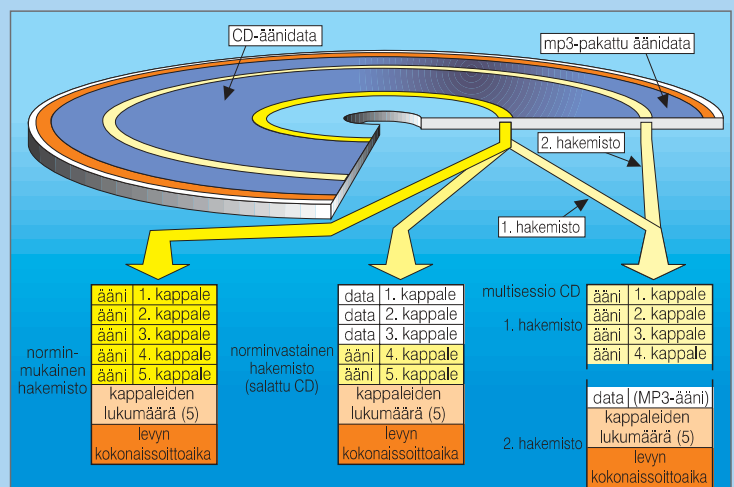 CD-äänidata
mp3-pakattu äänidata
2. hakemisto
1. hakemisto
normin-
mukainen
hakemisto
ääni 1. kappale
ääni 2. kappale
ääni 3. kappale
ääni 4. kappale
ääni 5. kappale
kappaleiden
lukumäärä (5)
levyn
kokonaissoittoaika
norminvastainen
hakemisto
(salattu CD)
data 1. kappale
data 2. kappale
data 3. kappale
ääni 4. kappale
ääni 5. kappale
kappaleiden
lukumäärä (5)
levyn
kokonaissoittoaika
multisessio CD
1. hakemisto
ääni 1. kappale
ääni 2. kappale
ääni 3. kappale
ääni 4. kappale
2. hakemisto
data (MP3-ääni)
kappaleiden
lukumäärä (5)
levyn
kokonaissoittoaika